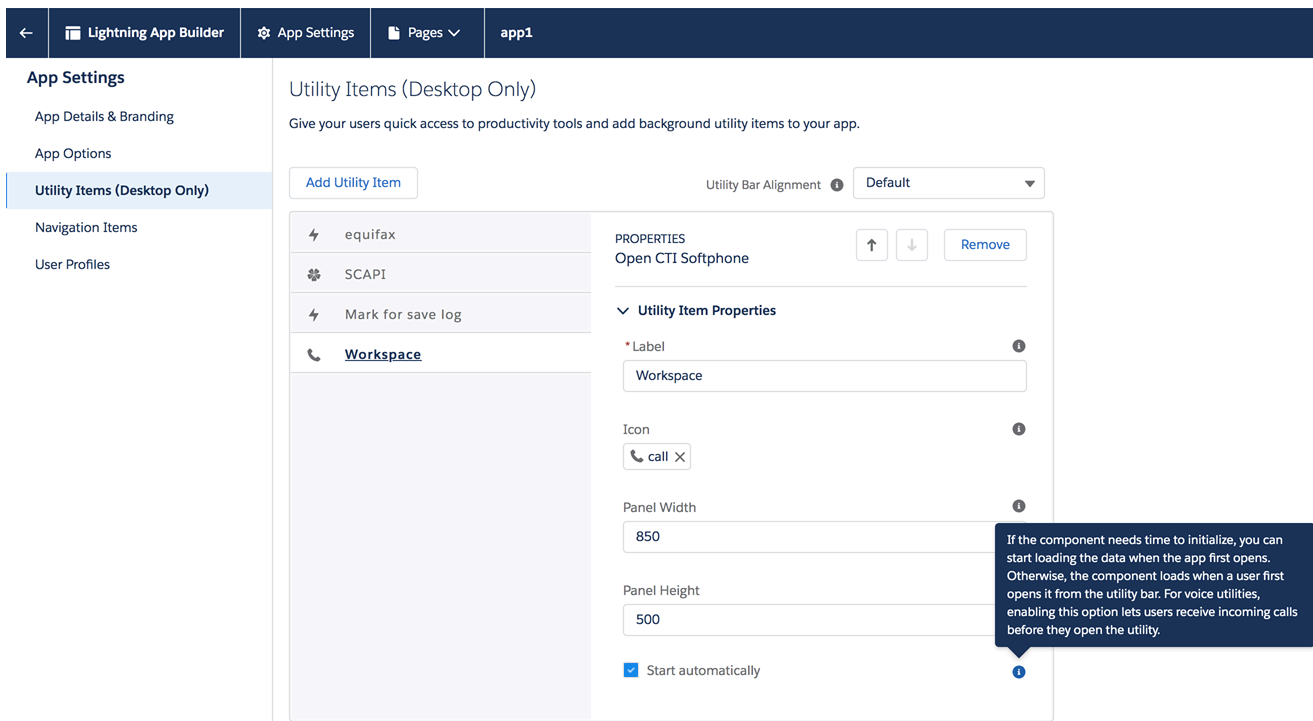 Lightning App Builder
App Settings
Pages
app1
App Settings
App Details & Branding
App Options
Utility Items (Desktop Only)
Navigation Items
User Profiles
Utility Items (Desktop Only)
Give your users quick access to productivity tools and add background utility items to your app.
Add Utility Item
Utility Bar Alignment
Default
equifax
SCAPI
Mark for save log
Workspace
PROPERTIES
Open CTI Softphone
Remove
Utility Item Properties
*Label
Workspace
Icon
call
Panel Width
850
Panel Height
500
If the component needs time to initialize, you can
start loading the data when the app first opens.
Otherwise, the component loads when a user first
opens it from the utility bar. For voice utilities,
enabling this option lets users receive incoming calls
before they open the utility.
Start automatically